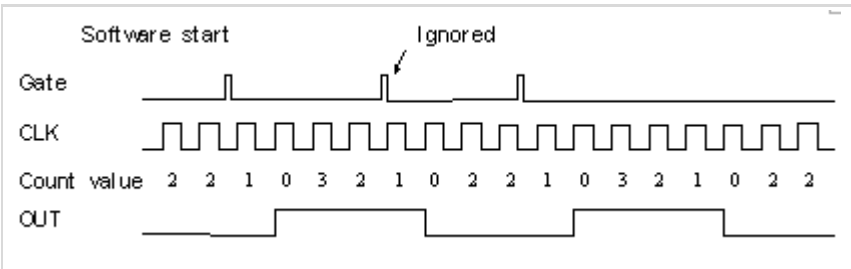 Software start Ignored
Gate
CLK
Count value 2 2 1 0 3 2 1 0 2 2 1 0 3 2 1 0 2 2
OUT